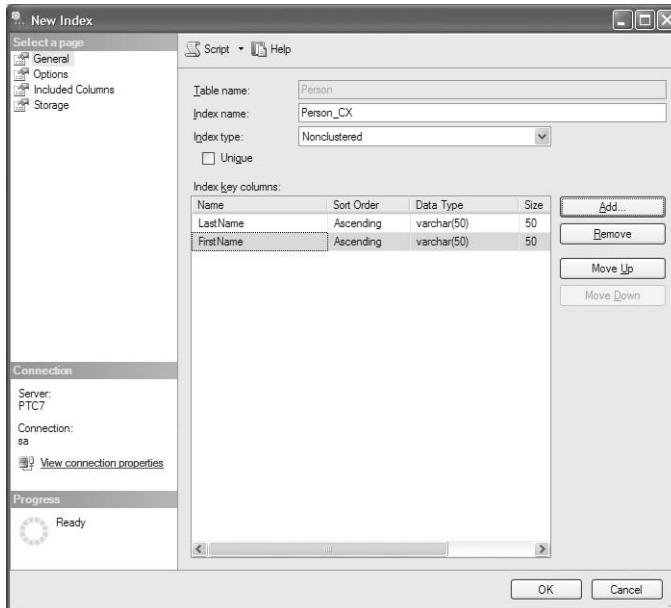 New Index
Select a page
General
Options
Included Columns
Storage
Script
Help
Table name:
Person
Index name:
Person_CX
Index type:
Nonclustered
Unique
Index key columns:
Name Sort Order Data Type Size
LastName Ascending varchar(50) 50
FirstName Ascending varchar(50) 50
Add...
Remove
Move Up
Move Down
Connection
Server:
PTC7
Connection:
sa
View connection properties
Progress
Ready
OK
Cancel